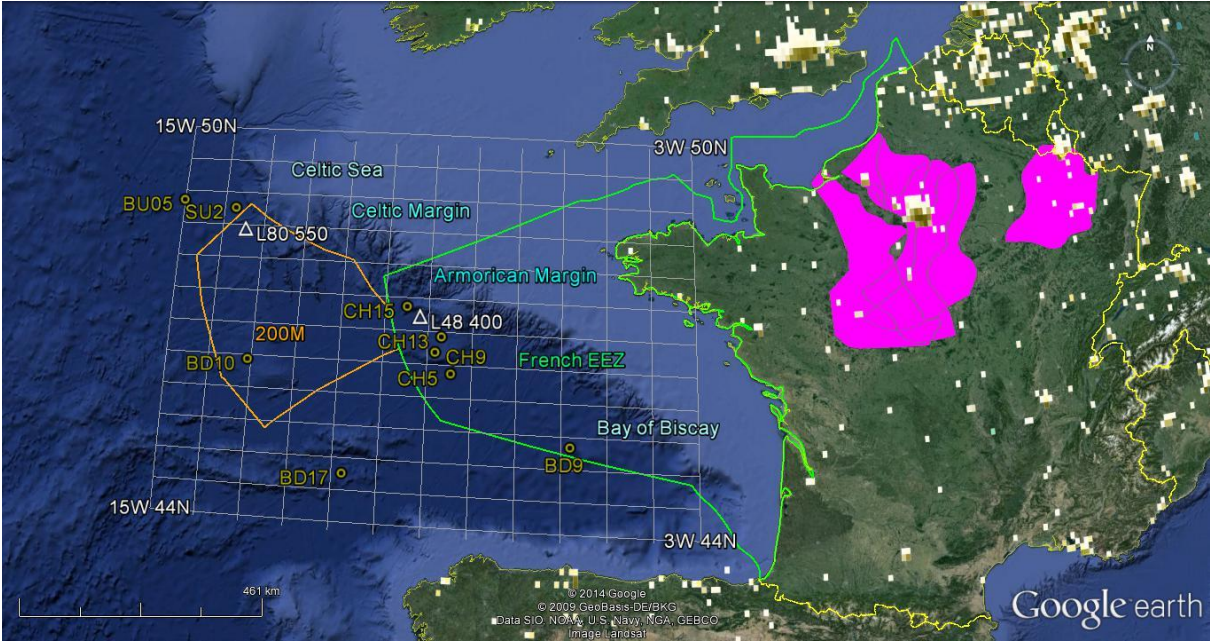 N
15W 50N
3W 50N
Celtic Sea
BU05
SU2
Celtic Margin
L80 550
Armorican Margin
CH15
L48 400
200M
CH13
CH9
French EEZ
BD10
CH5
Bay of Biscay
BD9
BD17
15W 44N
3W 44N
461 km
© 2014 Google
© 2009 GeoBasis-DE/BKG
Data SIO, NOAA, U.S. Navy, NGA, GEBCO
Image Landsat
Google earth